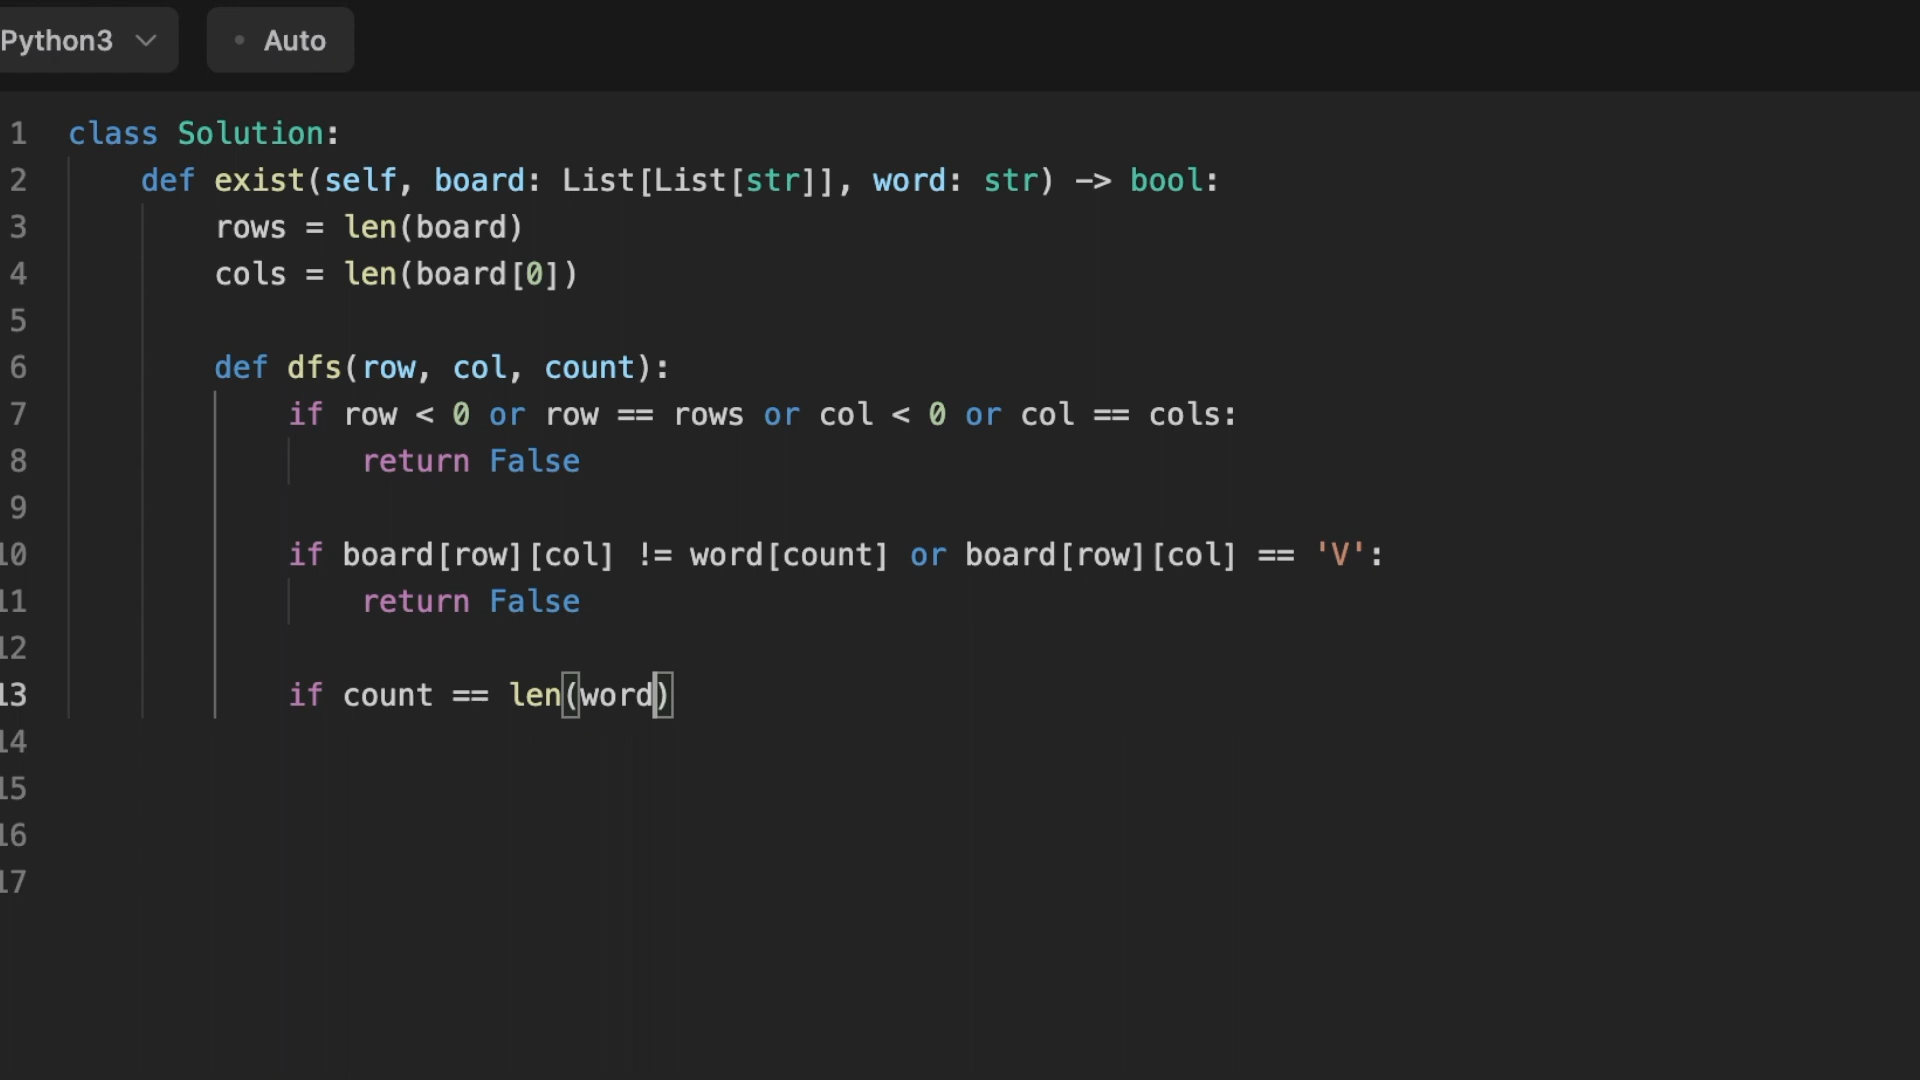 Python3 Auto
1 class Solution:
2 def exist(self, board: List[List[str]], word: str) -> bool:
3 rows = len(board)
4 cols = len(board[0])
5
6 def dfs(row, col, count):
7 if row < 0 or row == rows or col < 0 or col == cols:
8 return False
9
10 if board[row][col] != word[count] or board[row][col] == 'V':
11 return False
12
13 if count == len(word)
14
15
16
17